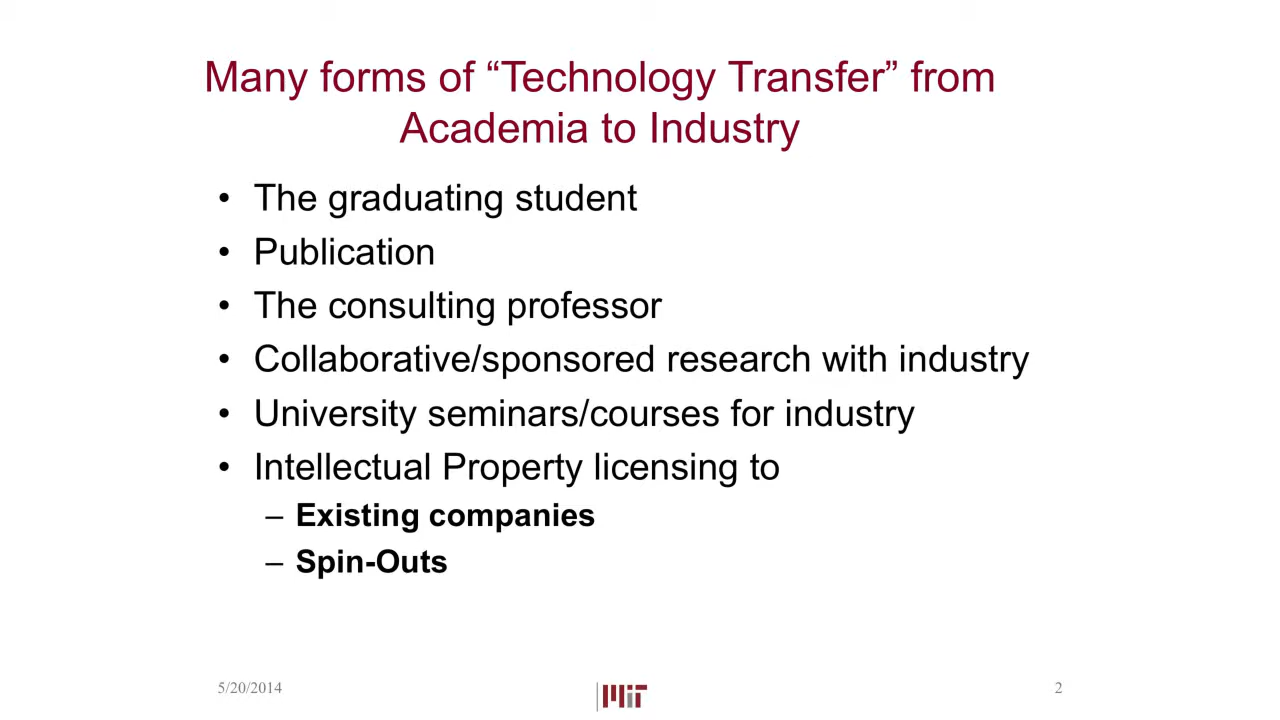 Many forms of “Technology Transfer” from
Academia to Industry
• The graduating student
• Publication
• The consulting professor
• Collaborative/sponsored research with industry
• University seminars/courses for industry
• Intellectual Property licensing to
– Existing companies
– Spin-Outs
5/20/2014
MIT
2